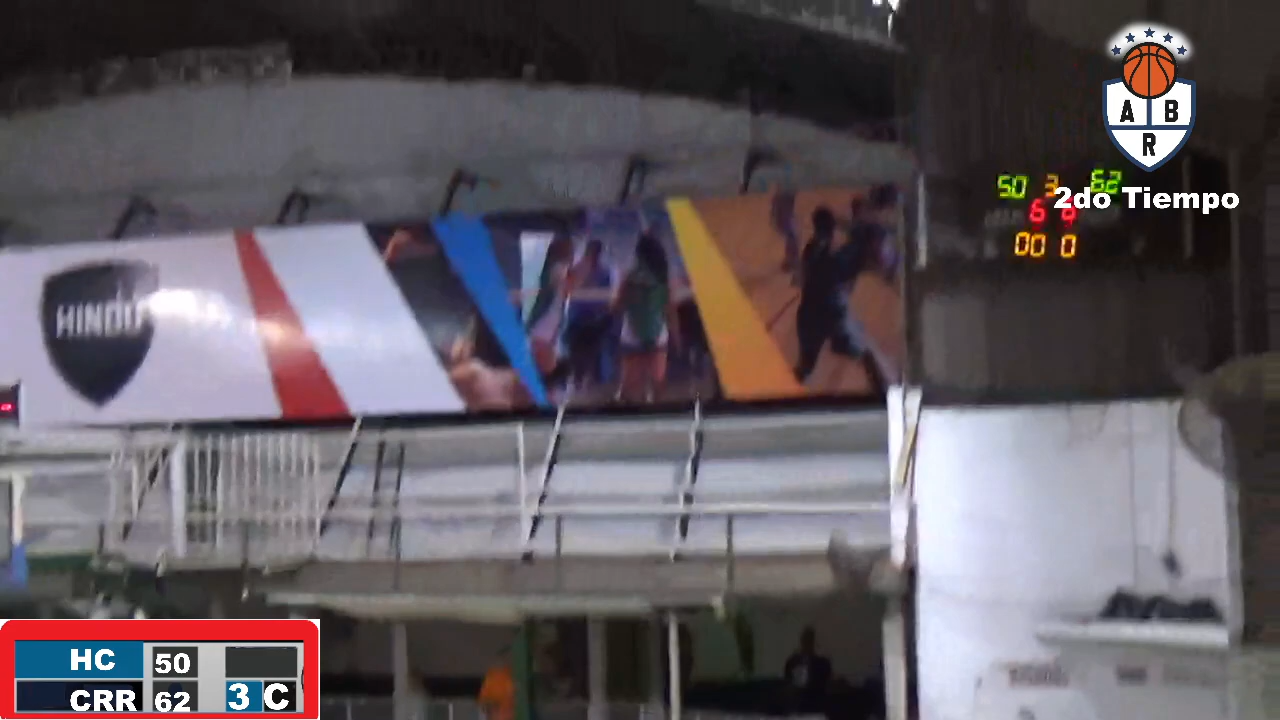 A B
R
50 3 62
2do Tiempo
6 6
00 0
HINDU
HC 50
CRR 62 3 C